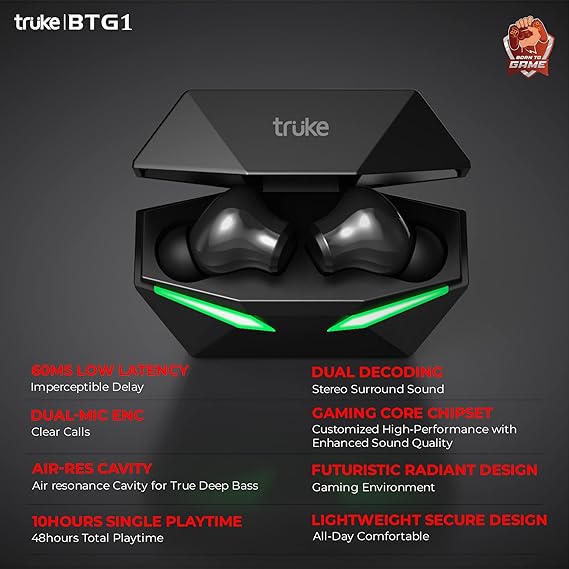 truke | BTG1
BORN TO
GAME
truke
60MS LOW LATENCY
Imperceptible Delay
DUAL-MIC ENC
Clear Calls
AIR-RES CAVITY
Air resonance Cavity for True Deep Bass
10HOURS SINGLE PLAYTIME
48hours Total Playtime
DUAL DECODING
Stereo Surround Sound
GAMING CORE CHIPSET
Customized High-Performance with
Enhanced Sound Quality
FUTURISTIC RADIANT DESIGN
Gaming Environment
LIGHTWEIGHT SECURE DESIGN
All-Day Comfortable